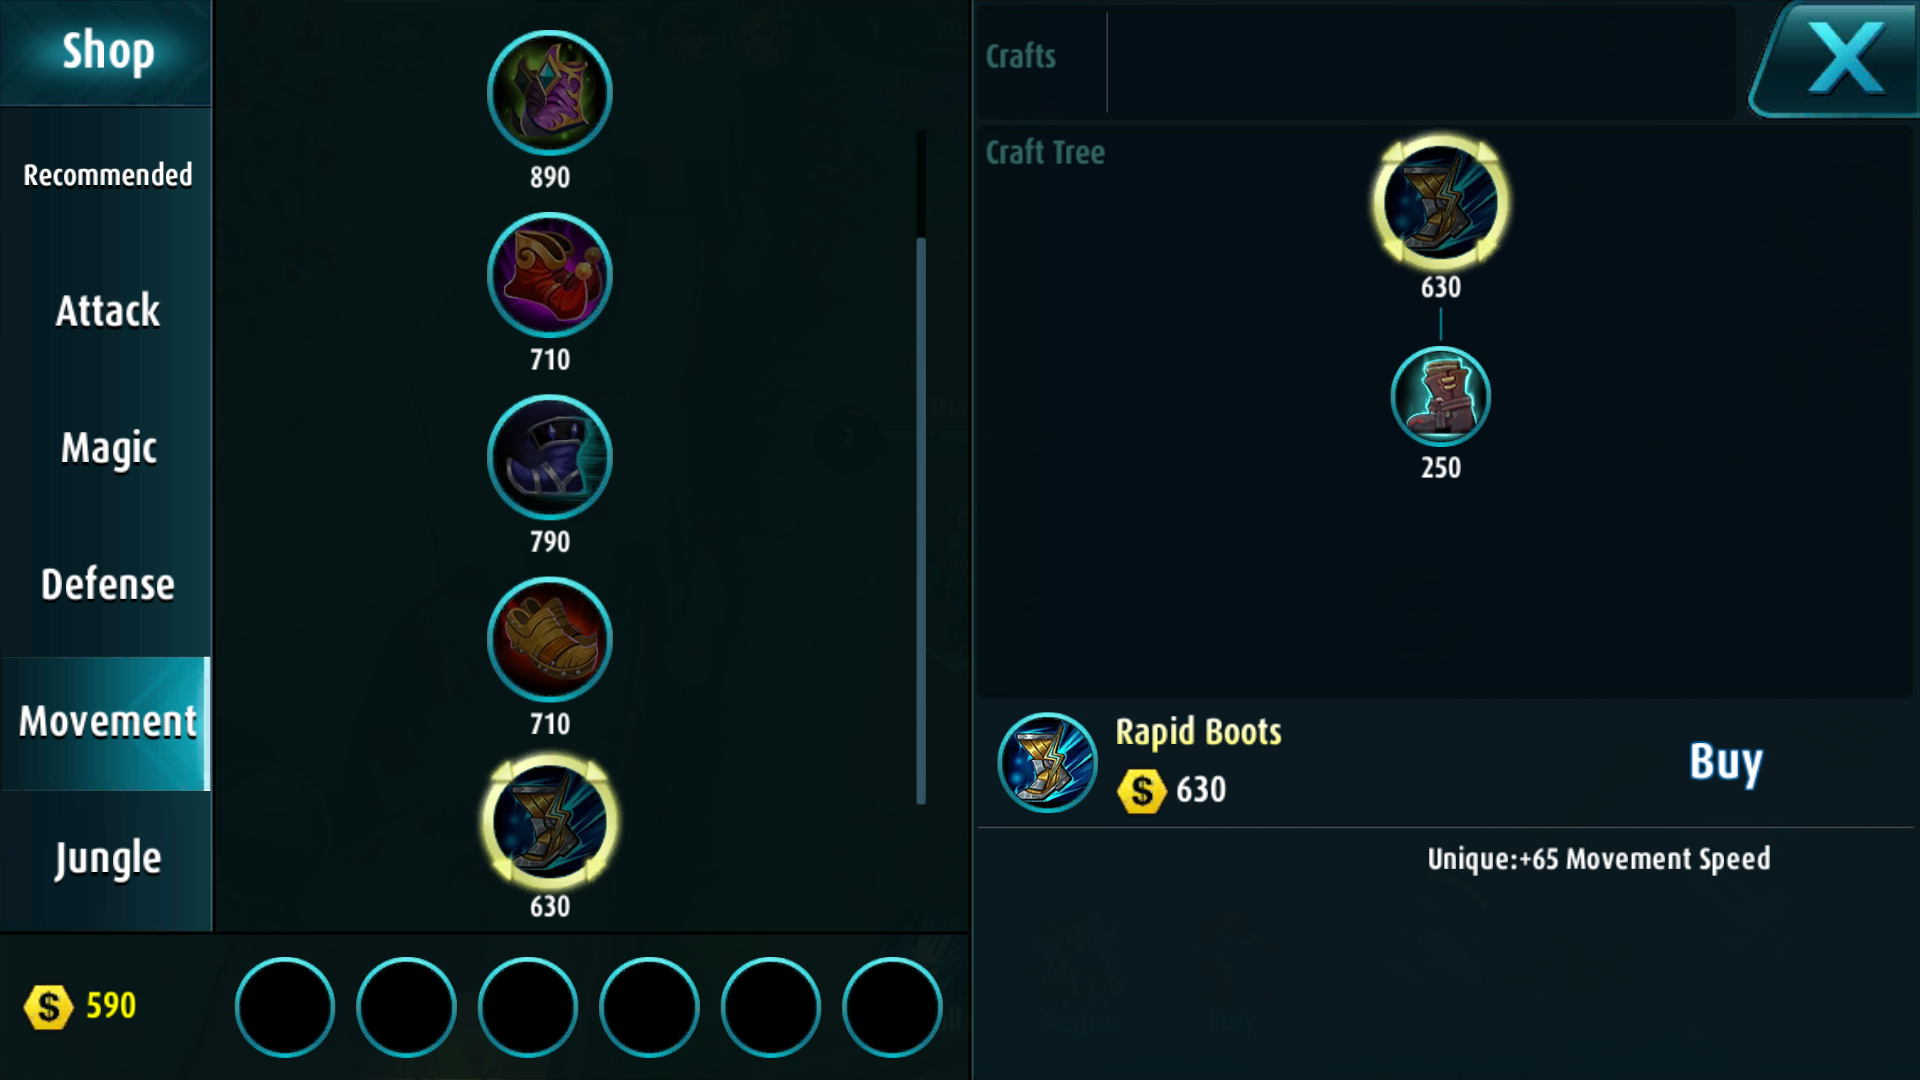 Shop
Recommended
Attack
Magic
Defense
Movement
Jungle
890
710
790
710
630
$ 590
Crafts
X
Craft Tree
630
250
Rapid Boots
$ 630
Buy
Unique:+65 Movement Speed